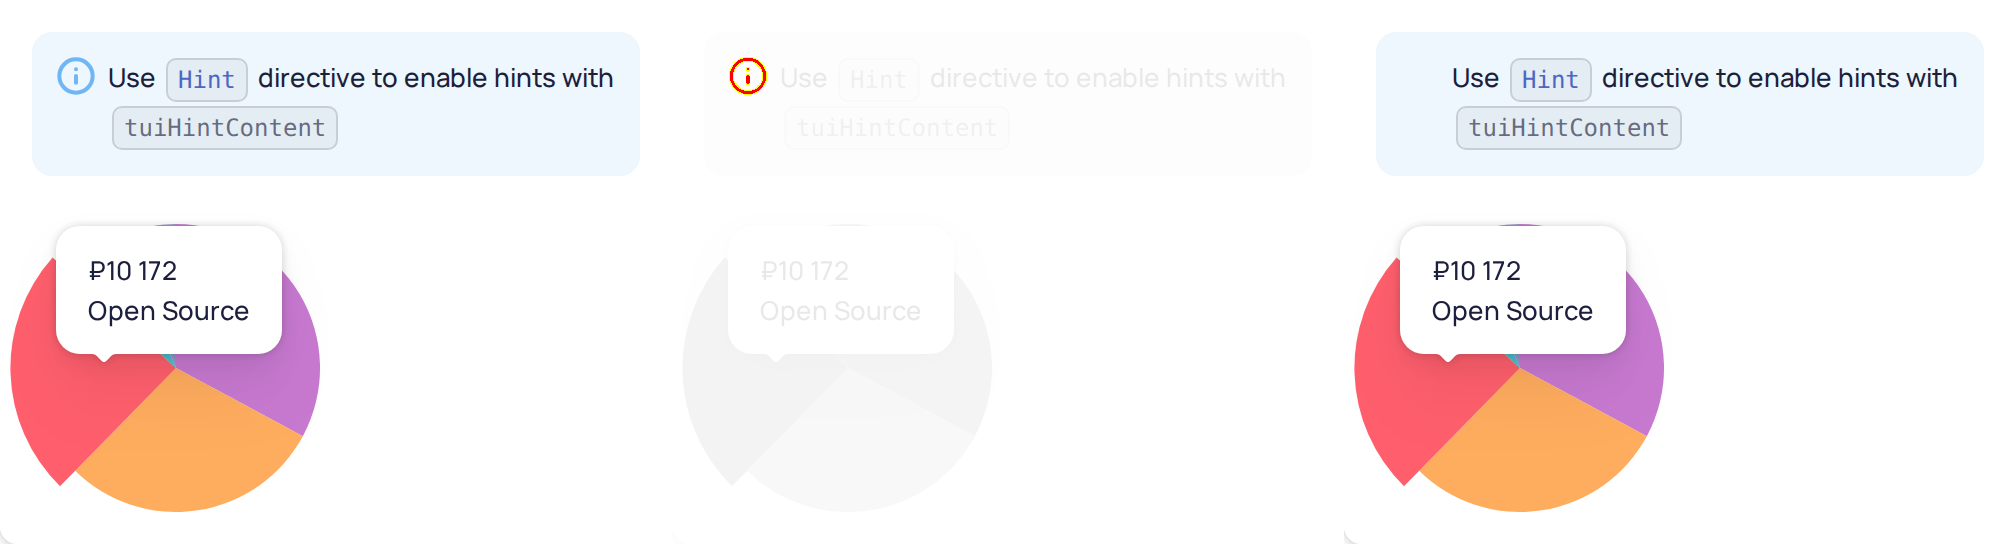 Use Hint directive to enable hints with
tuiHintContent
₽10 172
Open Source
Use Hint directive to enable hints with
tuiHintContent
₽10 172
Open Source
Use Hint directive to enable hints with
tuiHintContent
₽10 172
Open Source